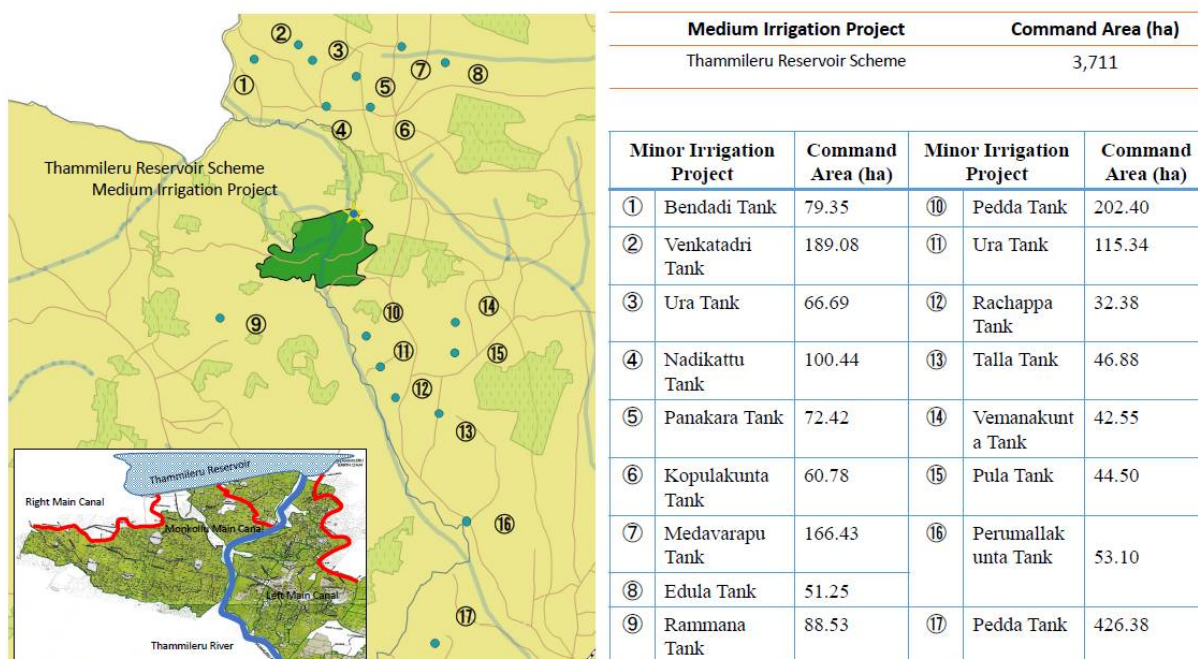 ②
③
①
⑦
⑧
⑤
④
⑥
Thammileru Reservoir Scheme
Medium Irrigation Project
⑨
⑩
⑭
⑪
⑮
⑫
⑬
⑯
⑰
Thammileru Reservoir
Right Main Canal
Monkollu Main Canal
Left Main Canal
Thammileru River
Medium Irrigation Project Command Area (ha)
Thammileru Reservoir Scheme 3,711
Minor Irrigation Project Command Area (ha) Minor Irrigation Project Command Area (ha)
① Bendadi Tank 79.35 ⑩ Pedda Tank 202.40
② Venkatadri Tank 189.08 ⑪ Ura Tank 115.34
③ Ura Tank 66.69 ⑫ Rachappa Tank 32.38
④ Nadikattu Tank 100.44 ⑬ Talla Tank 46.88
⑤ Panakara Tank 72.42 ⑭ Vemanakunt a Tank 42.55
⑥ Kopulakunta Tank 60.78 ⑮ Pula Tank 44.50
⑦ Medavarapu Tank 166.43 ⑯ Perumallak unta Tank 53.10
⑧ Edula Tank 51.25
⑨ Rammana Tank 88.53 ⑰ Pedda Tank 426.38